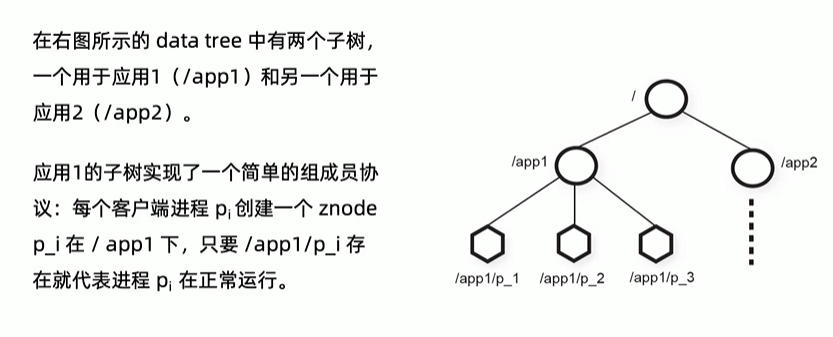 在右图所示的 data tree 中有两个子树，
一个用于应用1（/app1）和另一个用于
应用2（/app2）。
应用1的子树实现了一个简单的组成员协
议：每个客户端进程 pi 创建一个 znode
p_i 在 / app1 下，只要 /app1/p_i 存
在就代表进程 pi 在正常运行。
/
/app1
/app2
/app1/p_1
/app1/p_2
/app1/p_3